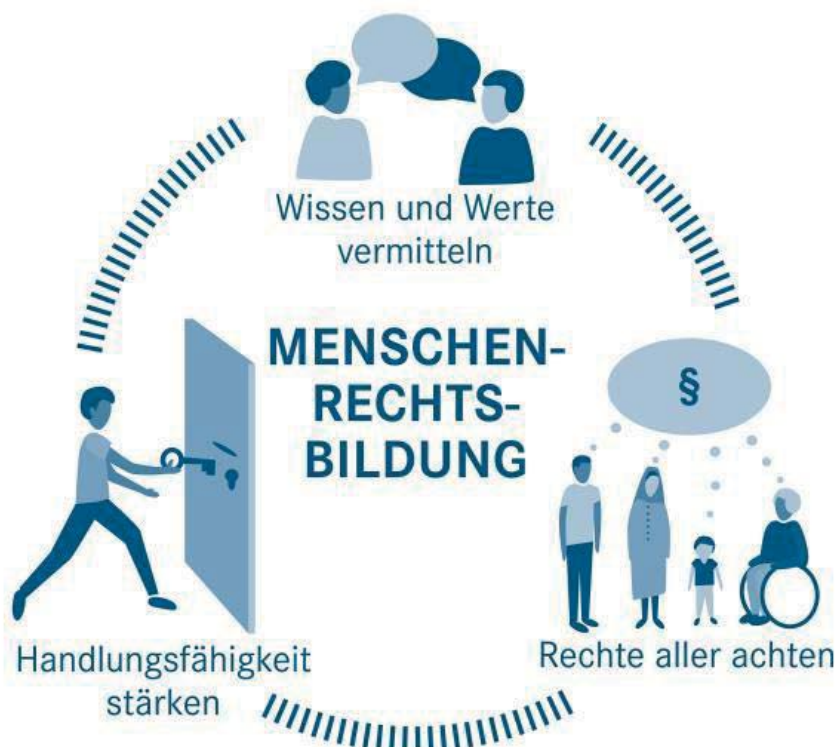 Wissen und Werte
vermitteln
MENSCHEN-
RECHTS-
BILDUNG
§
Handlungsfähigkeit
stärken
Rechte aller achten